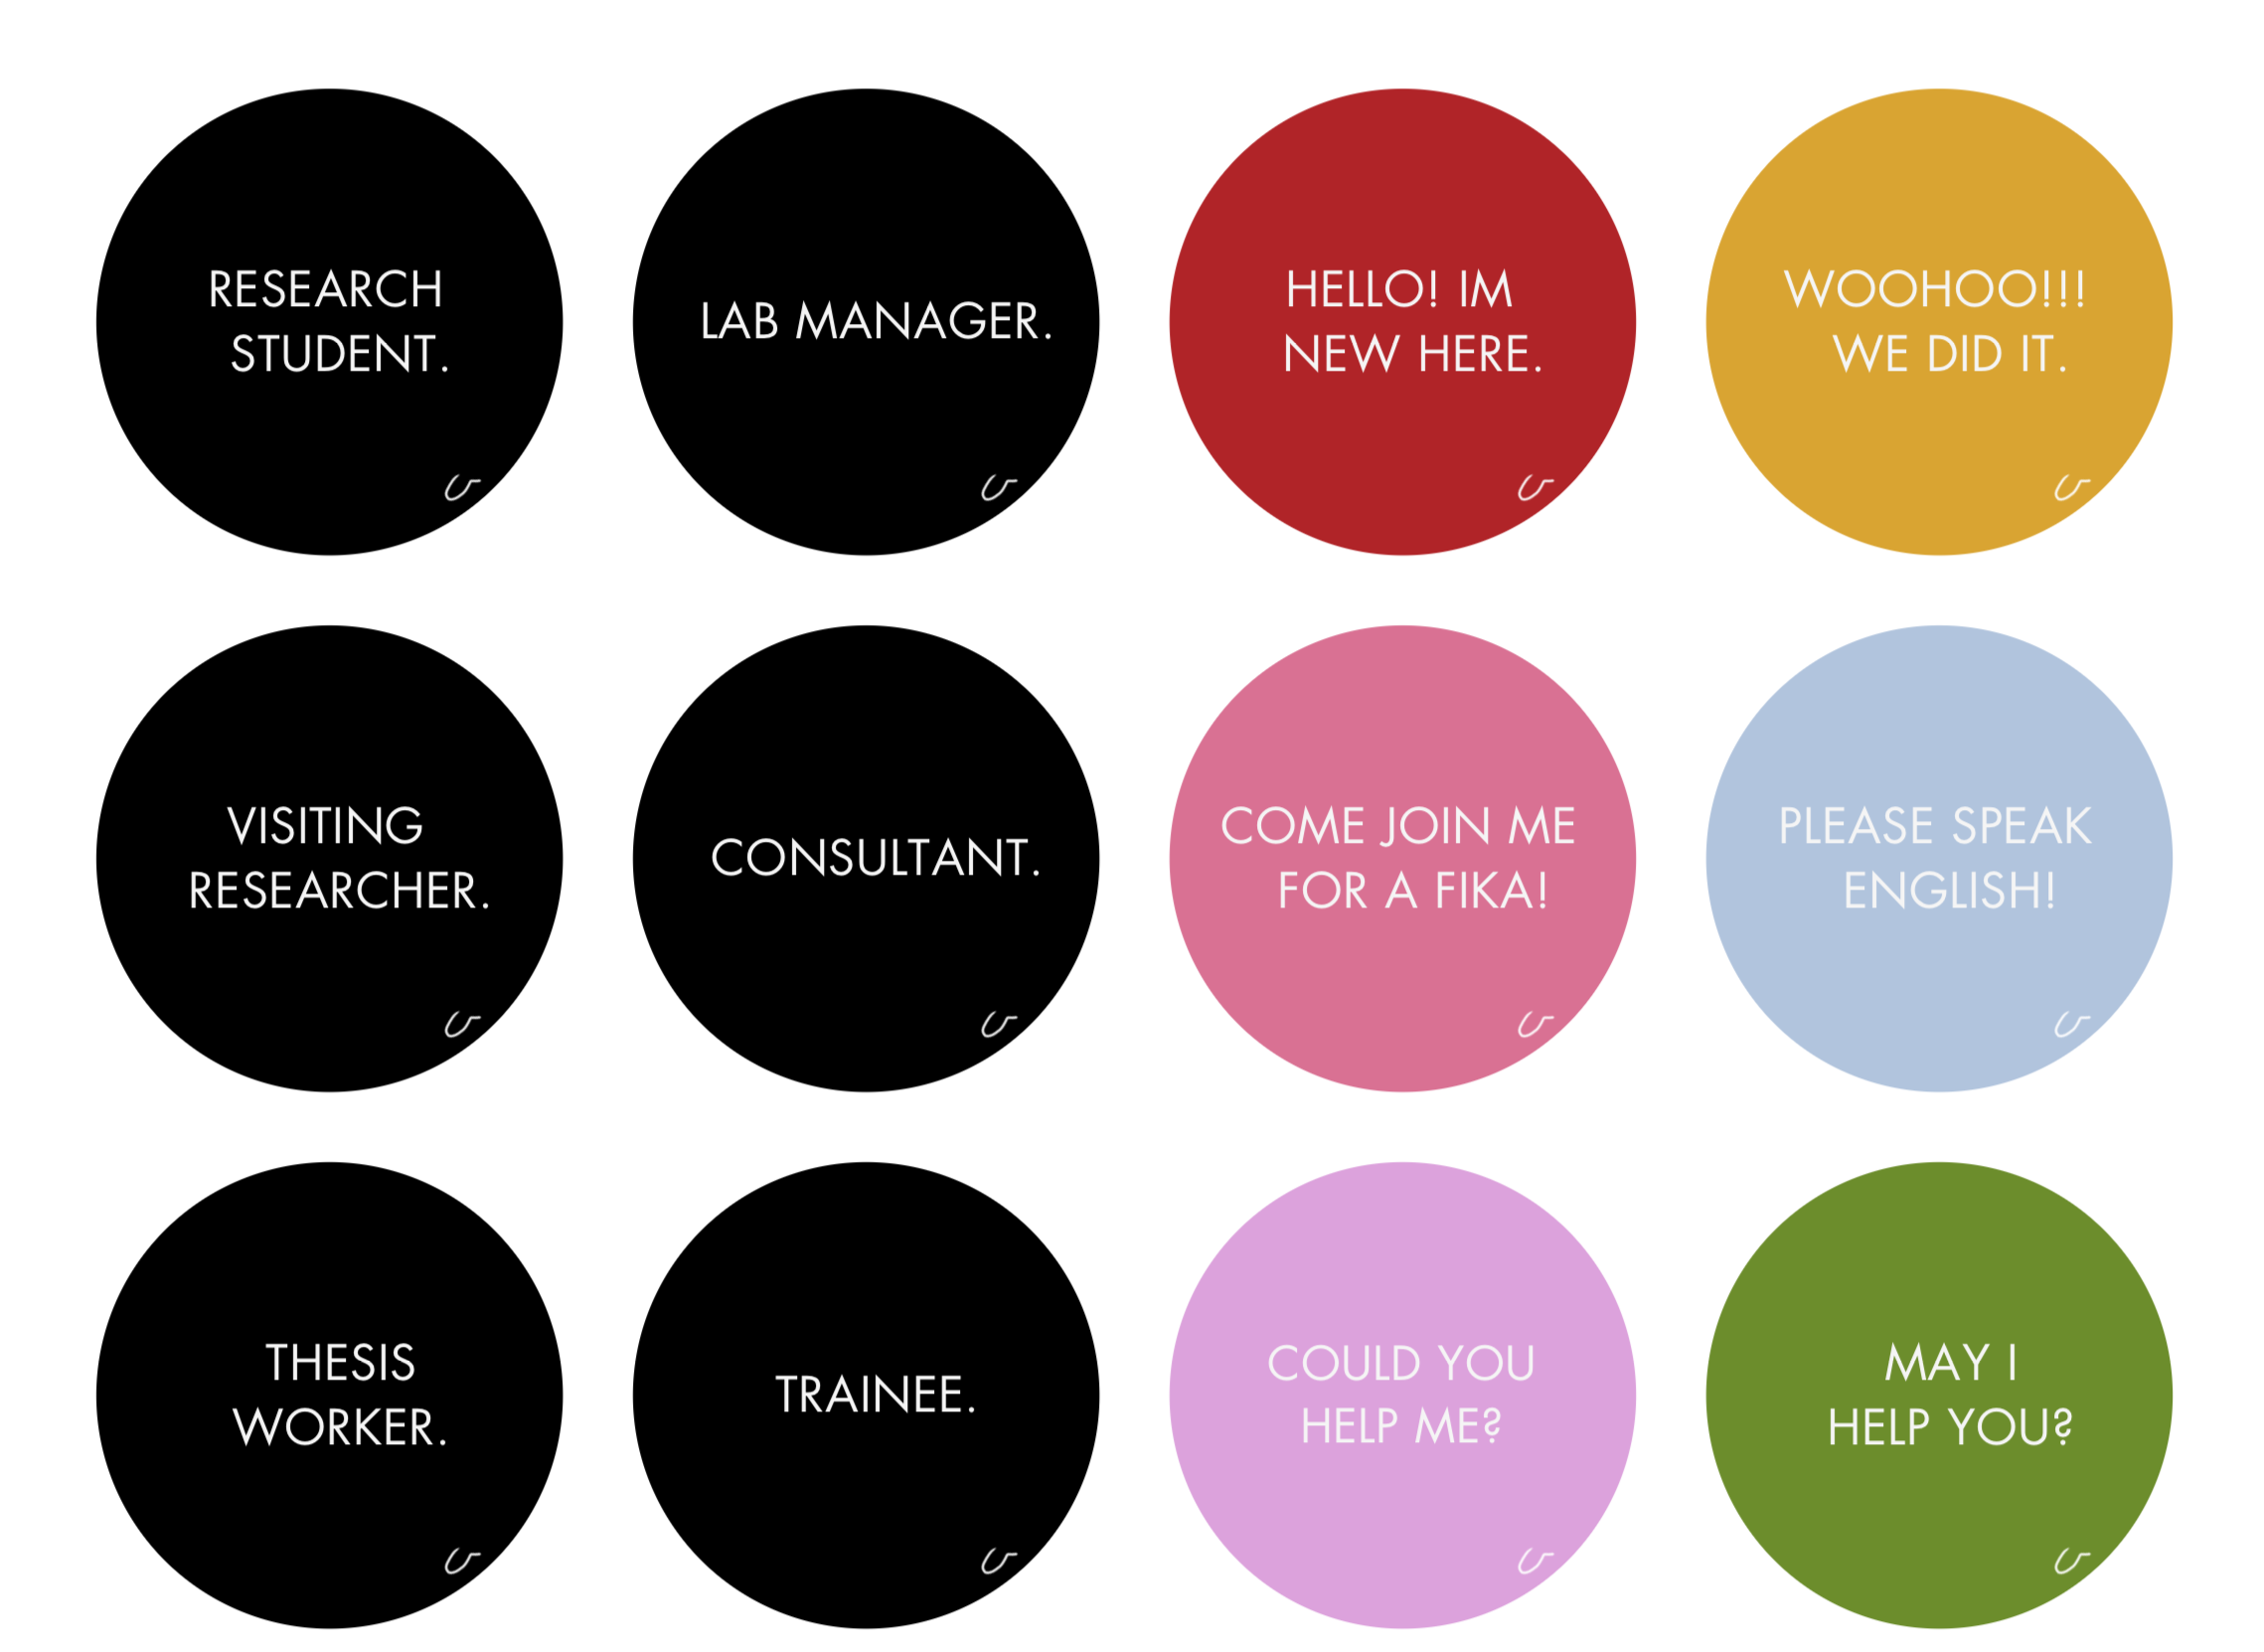 RESEARCH
STUDENT.
LAB MANAGER.
HELLO! IM
NEW HERE.
WOOHOO!!!
WE DID IT.
VISITING
RESEARCHER.
CONSULTANT.
COME JOIN ME
FOR A FIKA!
PLEASE SPEAK
ENGLISH!
THESIS
WORKER.
TRAINEE.
COULD YOU
HELP ME?
MAY I
HELP YOU?